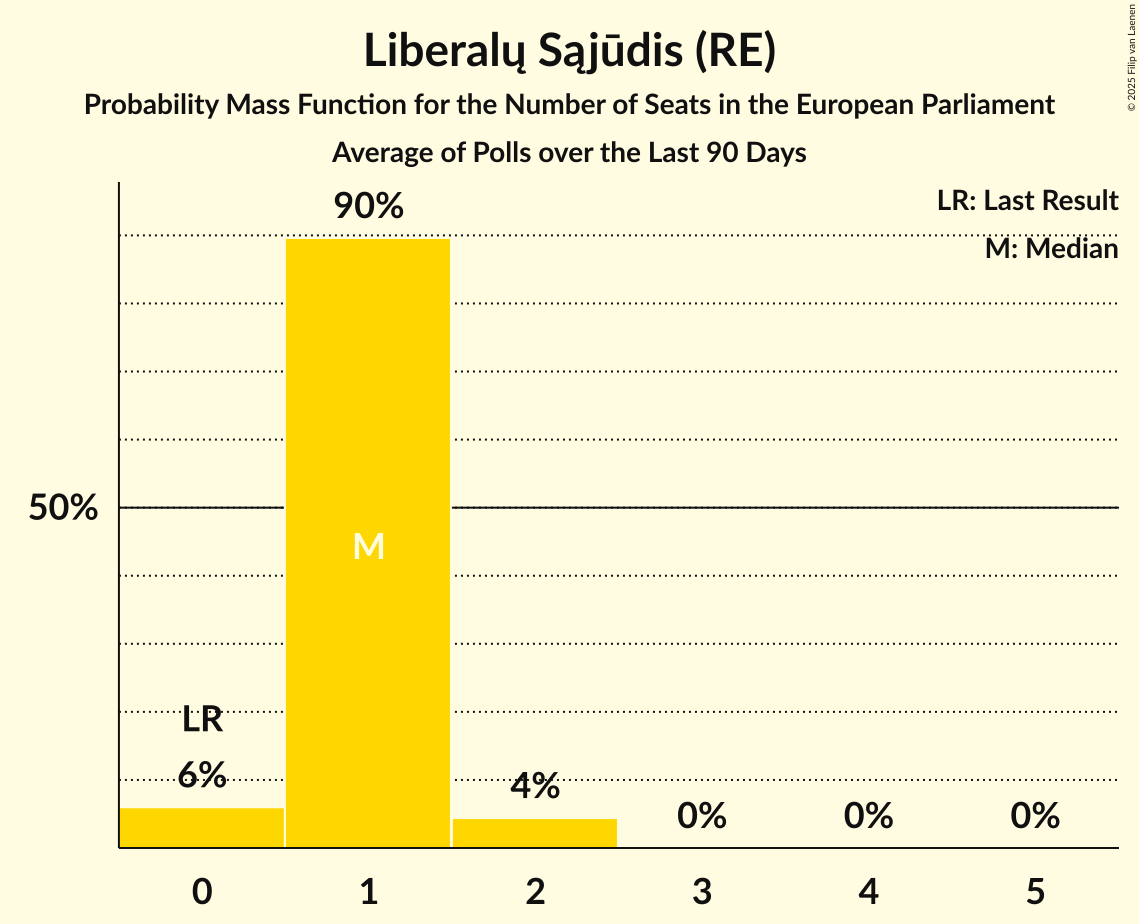 Liberalų Sąjūdis (RE)
Probability Mass Function for the Number of Seats in the European Parliament
Average of Polls over the Last 90 Days
© 2025 Filip van Laenen
LR: Last Result
M: Median
90%
50%
M
LR
6%
4%
0%
0%
0%
0
1
2
3
4
5